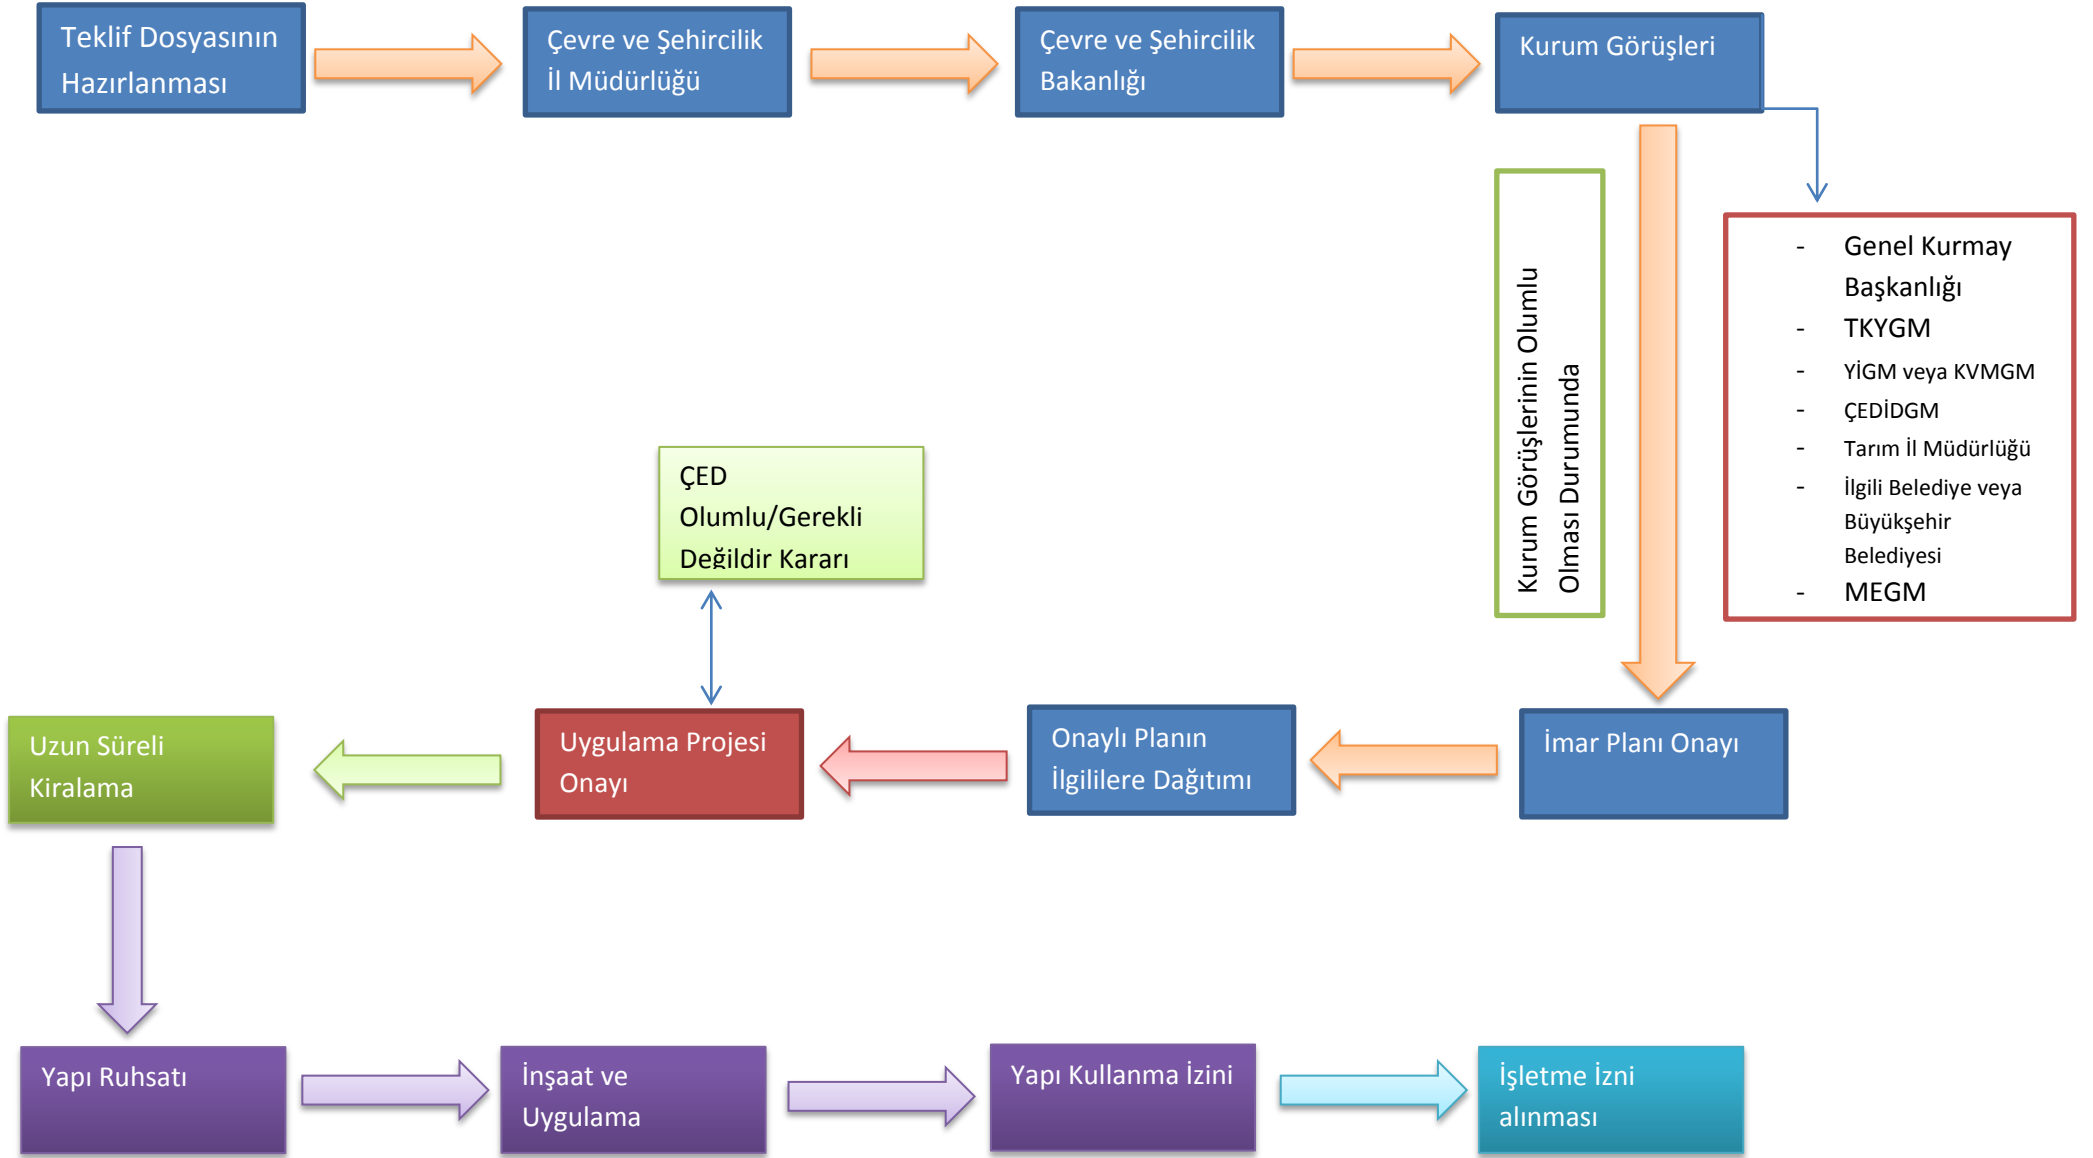 Teklif Dosyasının
Hazırlanması
Çevre ve Şehircilik
İl Müdürlüğü
Çevre ve Şehircilik
Bakanlığı
Kurum Görüşleri
Kurum Görüşlerinin Olumlu
Olması Durumunda
- Genel Kurmay
Başkanlığı
- TKYGM
- YİGM veya KVMGM
- ÇEDİDGM
- Tarım İl Müdürlüğü
- İlgili Belediye veya
Büyükşehir
Belediyesi
- MEGM
ÇED
Olumlu/Gerekli
Değildir Kararı
İmar Planı Onayı
Onaylı Planın
İlgililere Dağıtımı
Uygulama Projesi
Onayı
Uzun Süreli
Kiralama
Yapı Ruhsatı
İnşaat ve
Uygulama
Yapı Kullanma İzini
İşletme İzni
alınması